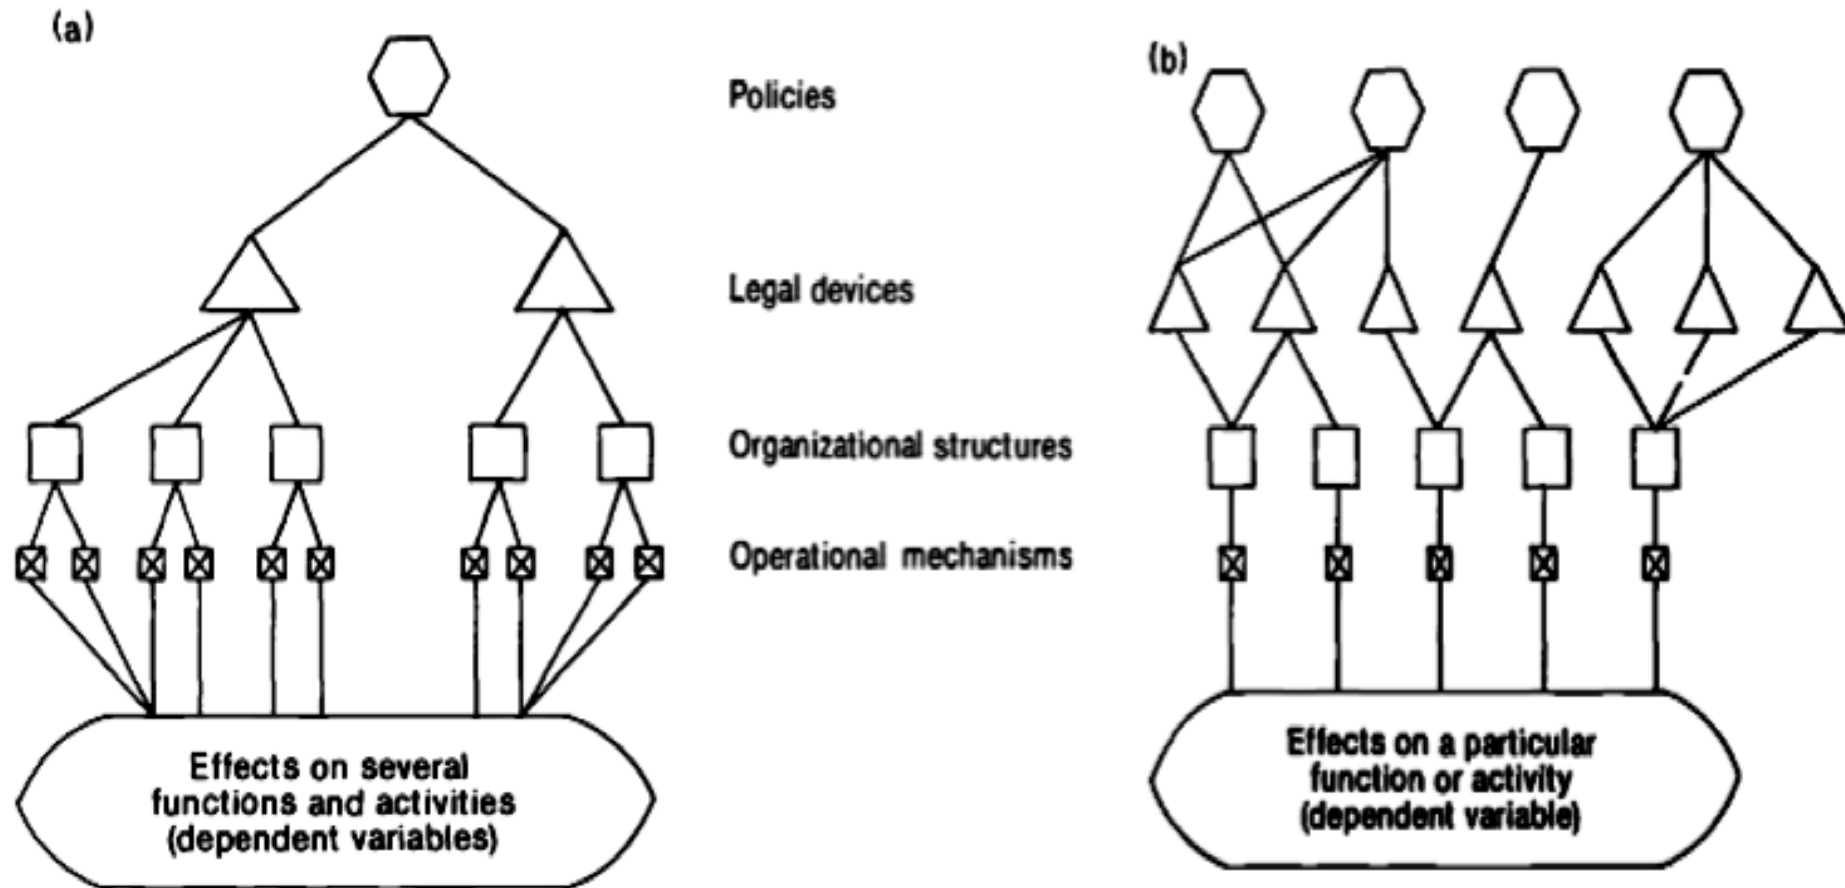 (a)
Policies
Legal devices
Organizational structures
Operational mechanisms
Effects on several
functions and activities
(dependent variables)
(b)
Effects on a particular
function or activity
(dependent variable)